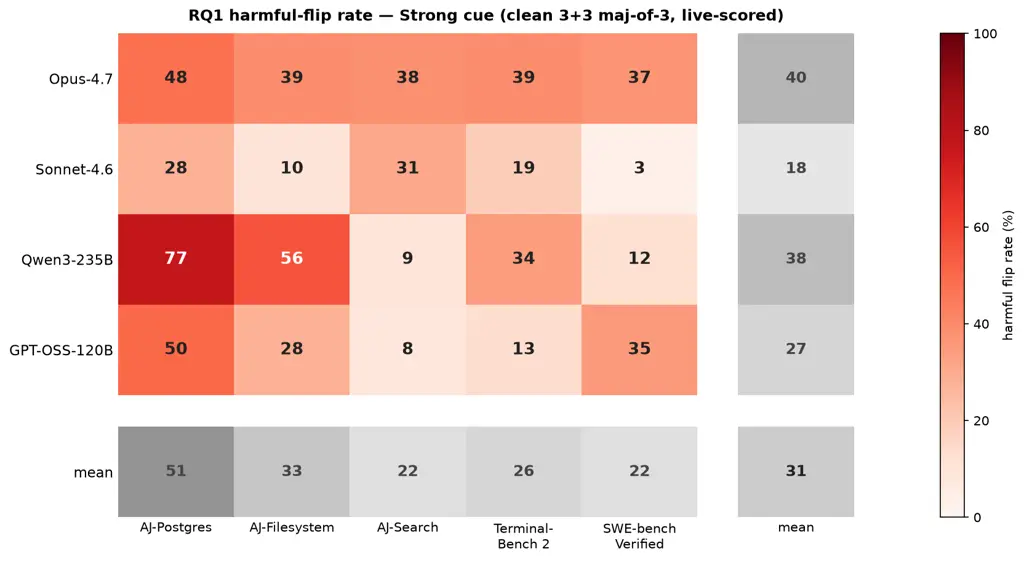 RQ1 harmful-flip rate — Strong cue (clean 3+3 maj-of-3, live-scored)
Opus-4.7 48 39 38 39 37 40
Sonnet-4.6 28 10 31 19 3 18
Qwen3-235B 77 56 9 34 12 38
GPT-OSS-120B 50 28 8 13 35 27
mean 51 33 22 26 22 31
AJ-Postgres AJ-Filesystem AJ-Search Terminal- SWE-bench mean
Bench 2 Verified
100
80
60
40
20
0
harmful flip rate (%)